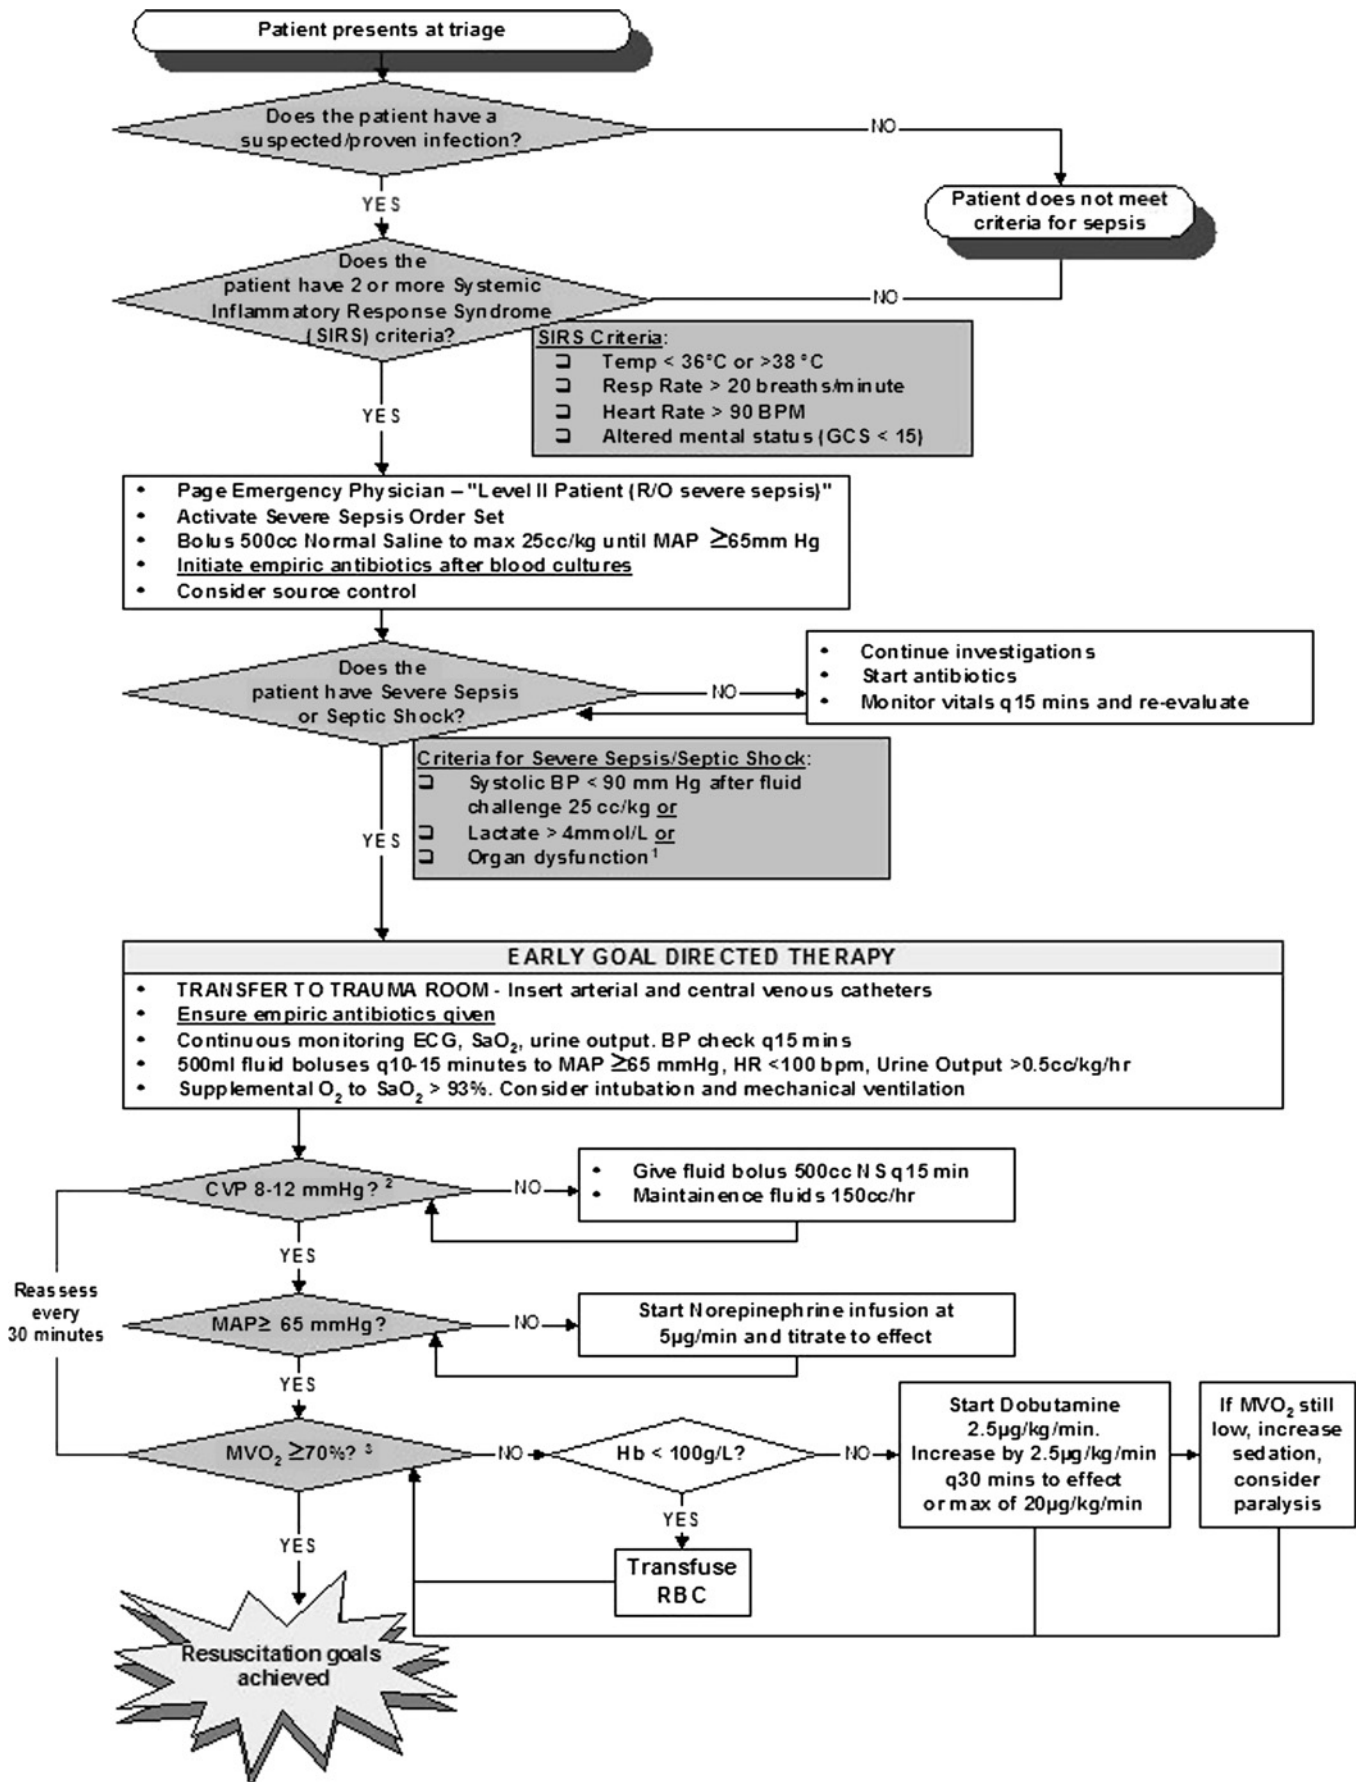 Patient presents at triage
Does the patient have a
suspected/proven infection?
NO
YES
Patient does not meet
criteria for sepsis
Does the
patient have 2 or more Systemic
Inflammatory Response Syndrome
(SIRS) criteria?
NO
SIRS Criteria:
❑ Temp < 36°C or >38 °C
❑ Resp Rate > 20 breaths/minute
❑ Heart Rate > 90 BPM
❑ Altered mental status (GCS < 15)
YES
• Page Emergency Physician – "Level II Patient (R/O severe sepsis)"
• Activate Severe Sepsis Order Set
• Bolus 500cc Normal Saline to max 25cc/kg until MAP ≥65mm Hg
• Initiate empiric antibiotics after blood cultures
• Consider source control
Does the
patient have Severe Sepsis
or Septic Shock?
NO
• Continue investigations
• Start antibiotics
• Monitor vitals q15 mins and re-evaluate
Criteria for Severe Sepsis/Septic Shock:
❑ Systolic BP < 90 mm Hg after fluid
challenge 25 cc/kg or
❑ Lactate > 4mmol/L or
❑ Organ dysfunction¹
YES
EARLY GOAL DIRECTED THERAPY
• TRANSFER TO TRAUMA ROOM - Insert arterial and central venous catheters
• Ensure empiric antibiotics given
• Continuous monitoring ECG, SaO₂, urine output. BP check q15 mins
• 500ml fluid boluses q10-15 minutes to MAP ≥65 mmHg, HR <100 bpm, Urine Output >0.5cc/kg/hr
• Supplemental O₂ to SaO₂ > 93%. Consider intubation and mechanical ventilation
CVP 8-12 mmHg? ²
NO
• Give fluid bolus 500cc NS q15 min
• Maintainence fluids 150cc/hr
YES
Reassess
every
30 minutes
MAP≥ 65 mmHg?
NO
Start Norepinephrine infusion at
5µg/min and titrate to effect
YES
MVO₂ ≥70%? ³
NO
Hb < 100g/L?
NO
Start Dobutamine
2.5µg/kg/min.
Increase by 2.5µg/kg/min
q30 mins to effect
or max of 20µg/kg/min
If MVO₂ still
low, increase
sedation,
consider
paralysis
YES
YES
Transfuse
RBC
Resuscitation goals
achieved